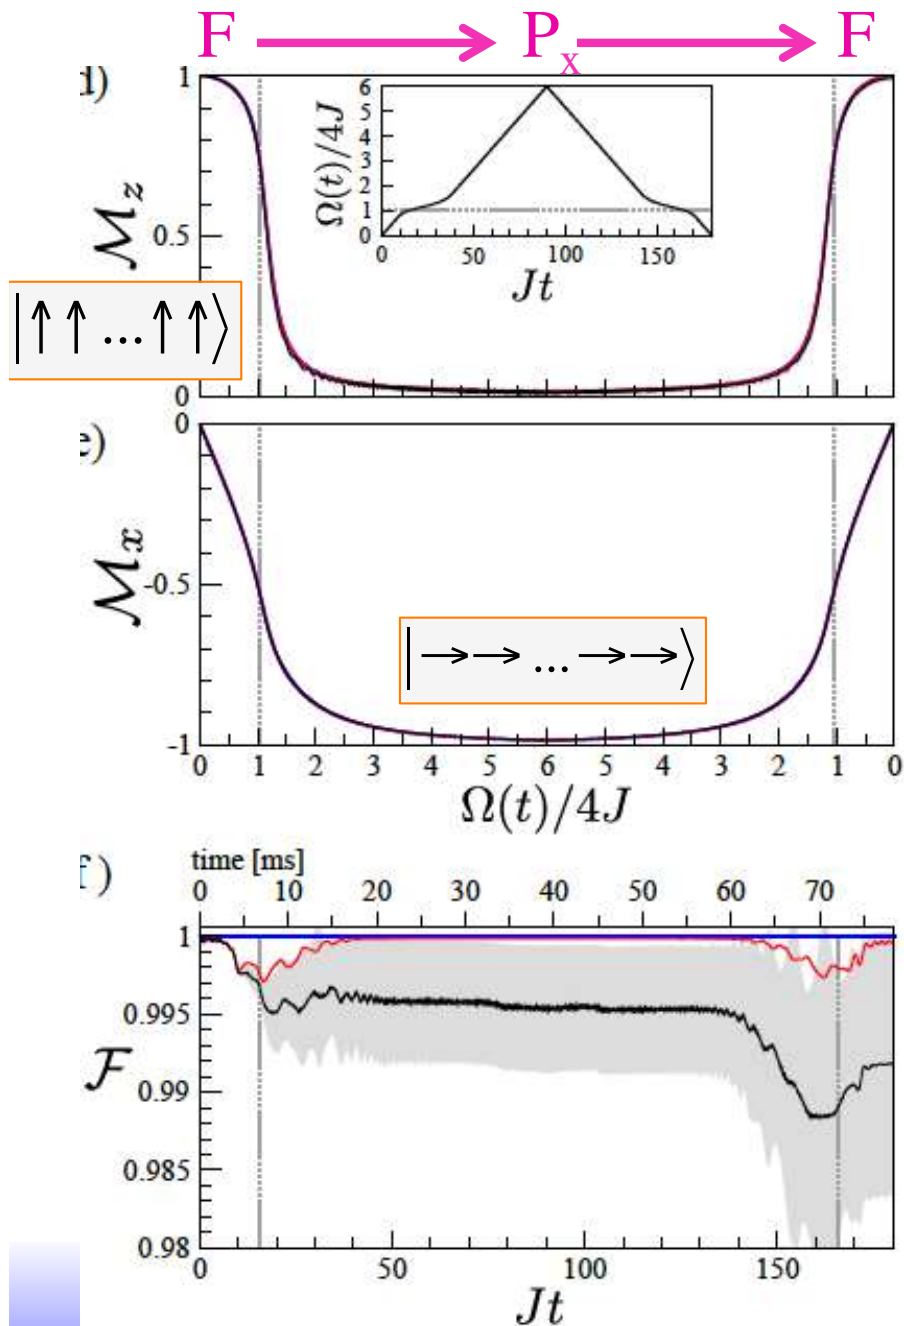 F P x F
d)
1
0.5
0
M z
Ω(t)/4J
6
5
4
3
2
1
0
0 50 100 150
Jt
|↑ ↑ ... ↑ ↑⟩
e)
0
-0.5
-1
M x
|→→ ... →→⟩
0 1 2 3 4 5 6 5 4 3 2 1 0
Ω(t)/4J
f)
time [ms]
0 10 20 30 40 50 60 70
1
0.995
0.99
0.985
0.98
F
0 50 100 150
Jt